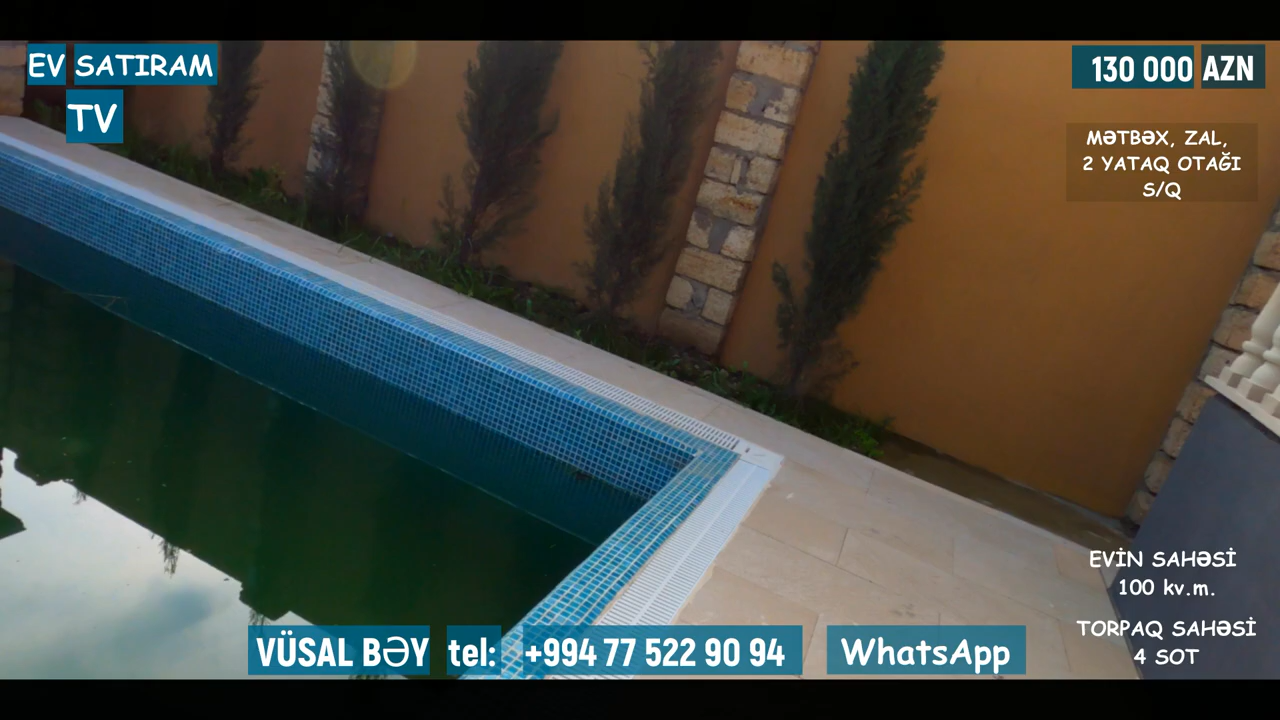 EV SATIRAM
TV
130 000 AZN
MƏTBƏX, ZAL,
2 YATAQ OTAĞI
S/Q
EVİN SAHƏSİ
100 kv.m.
TORPAQ SAHƏSİ
4 SOT
VÜSAL BƏY tel: +994 77 522 90 94 WhatsApp